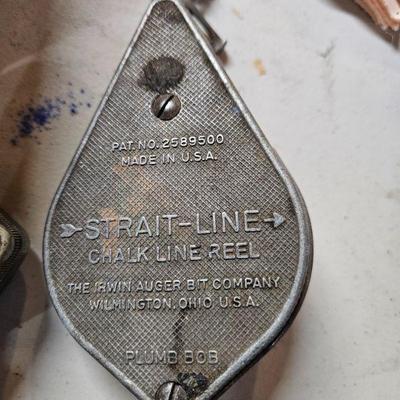 PAT. NO. 2589500
MADE IN U.S.A.
STRAIT-LINE
CHALK LINE REEL
THE IRWIN AUGER BIT COMPANY
WILMINGTON, OHIO, U.S.A.
PLUMB BOB